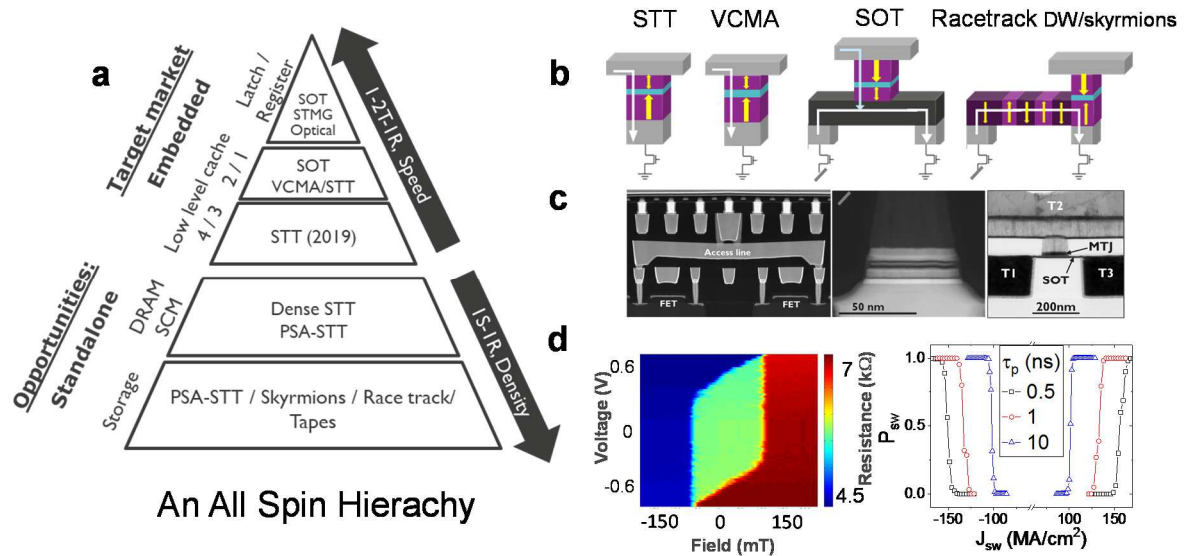 a
Target market
Embedded
Latch /
Register
Low level cache
4 / 3   2 / 1
Opportunities:
Standalone
DRAM
SCM
Storage
SOT
STMG
Optical
SOT
VCMA/STT
STT (2019)
Dense STT
PSA-STT
PSA-STT / Skyrmions / Race track/
Tapes
1-2T-1R, Speed
1S-1R, Density
An All Spin Hierachy
b
STT
VCMA
SOT
Racetrack DW/skyrmions
c
Access line
FET
FET
50 nm
T2
MTJ
T1
SOT
T3
200nm
d
Voltage (V)
0.6
0
-0.6
-150
0
150
Field (mT)
7
4.5
Resistance (kΩ)
P_sw
1.0
0.5
0.0
τ_p (ns)
0.5
1
10
-150
-100
100
150
J_sw (MA/cm²)